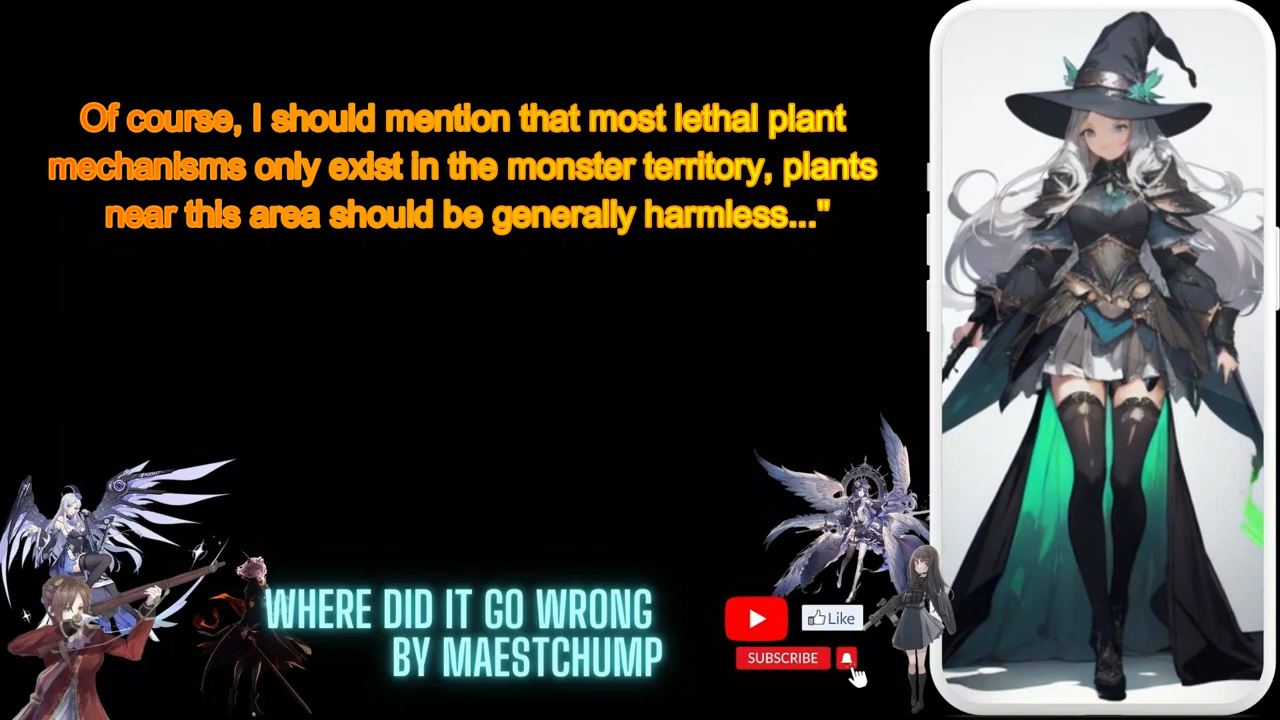 Of course, I should mention that most lethal plant
mechanisms only exist in the monster territory, plants
near this area should be generally harmless..."
WHERE DID IT GO WRONG
BY MAESTCHUMP
Like
SUBSCRIBE